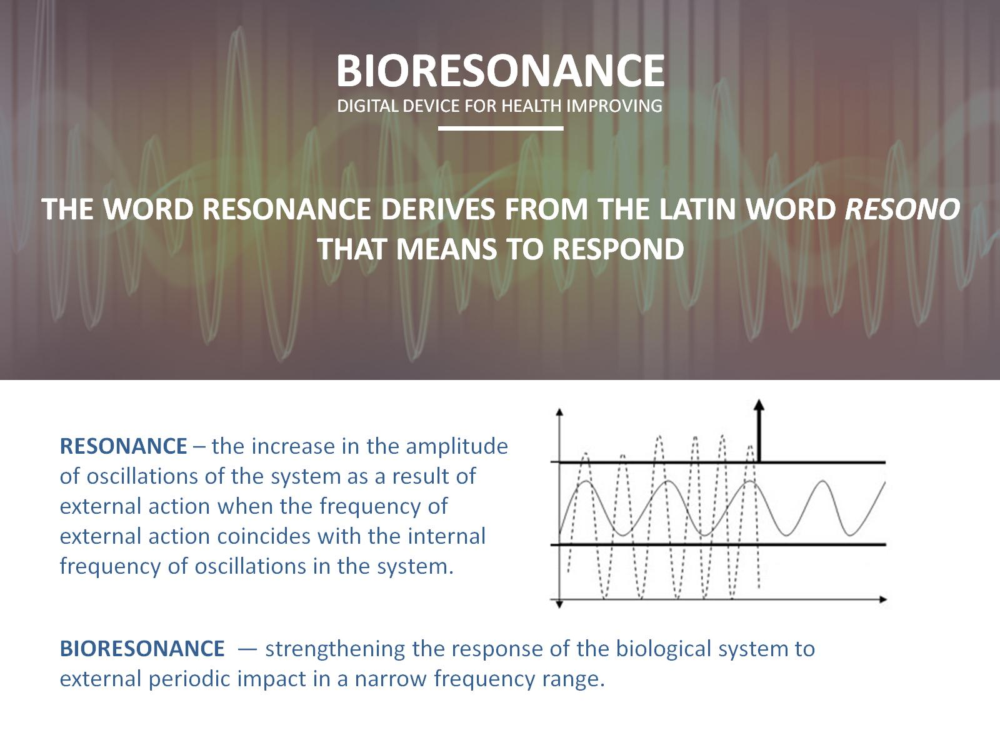 BIORESONANCE
DIGITAL DEVICE FOR HEALTH IMPROVING
THE WORD RESONANCE DERIVES FROM THE LATIN WORD RESONO
THAT MEANS TO RESPOND
RESONANCE – the increase in the amplitude
of oscillations of the system as a result of
external action when the frequency of
external action coincides with the internal
frequency of oscillations in the system.
BIORESONANCE — strengthening the response of the biological system to
external periodic impact in a narrow frequency range.